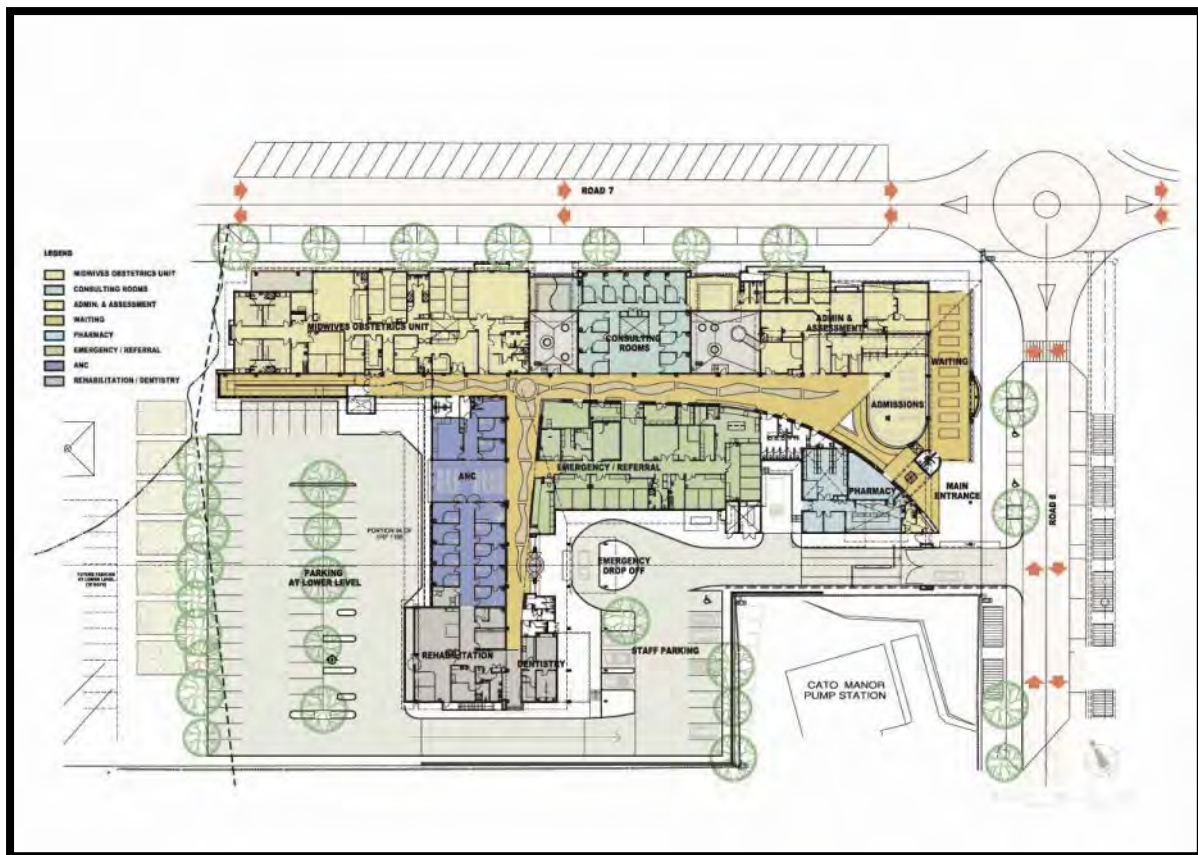 ROAD 7
LEGEND
MIDWIVES OBSTETRICS UNIT
CONSULTING ROOMS
ADMIN. & ASSESSMENT
WAITING
PHARMACY
EMERGENCY / REFERRAL
ANC
REHABILITATION / DENTISTRY
MIDWIVES OBSTETRICS UNIT
CONSULTING
ROOMS
ADMIN &
ASSESSMENT
WAITING
ADMISSIONS
ANC
EMERGENCY / REFERRAL
PHARMACY
MAIN
ENTRANCE
ROAD 6
PARKING
AT LOWER LEVEL
EMERGENCY
DROP OFF
REHABILITATION
DENTISTRY
STAFF PARKING
CATO MANOR
PUMP STATION